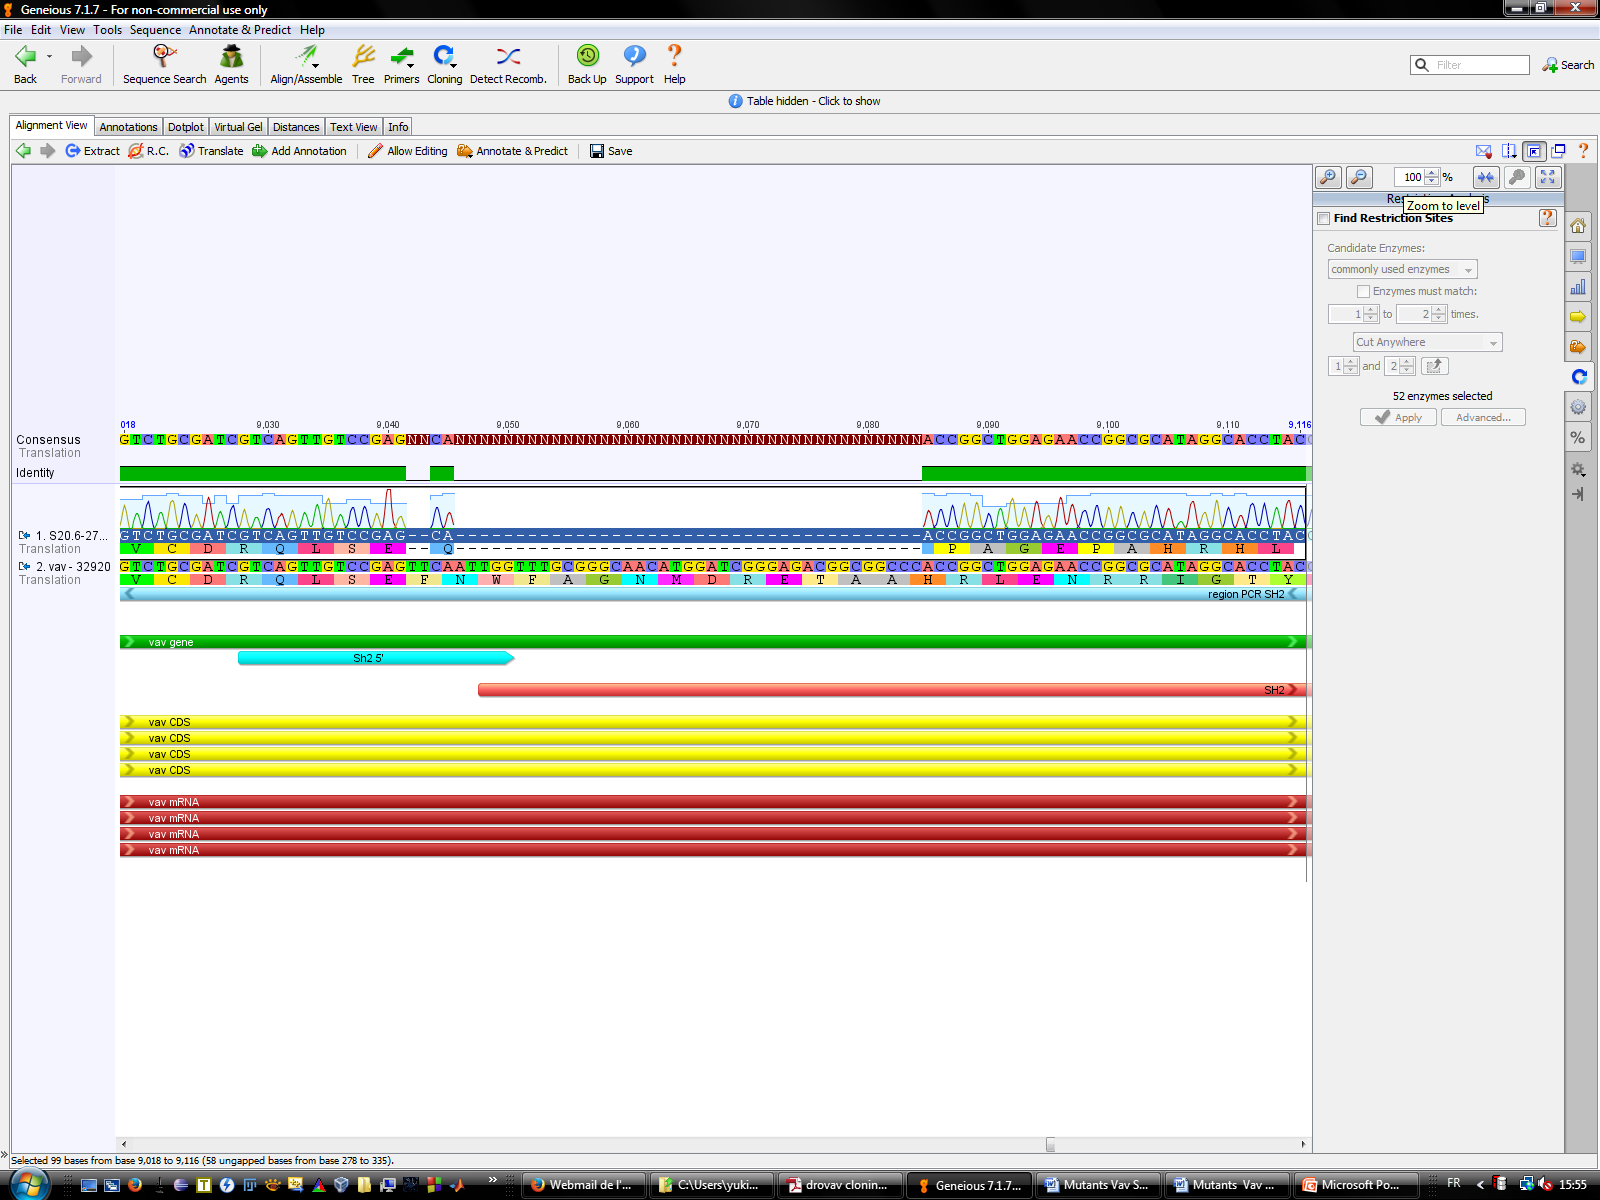 Geneious 7.1.7 - For non-commercial use only
File Edit View Tools Sequence Annotate & Predict Help
Back Forward Sequence Search Agents Align/Assemble Tree Primers Cloning Detect Recomb. Back Up Support Help Filter Search
Table hidden - Click to show
Alignment View Annotations Dotplot Virtual Gel Distances Text View Info
Extract R.C. Translate Add Annotation Allow Editing Annotate & Predict Save
100 %
Zoom to level
Find Restriction Sites
Candidate Enzymes:
commonly used enzymes
Enzymes must match:
1 to 2 times.
Cut Anywhere
1 and 2
52 enzymes selected
Apply Advanced...
018 9,030 9,040 9,050 9,060 9,070 9,080 9,090 9,100 9,110 9,116
Consensus GTCTGCGATCGTCAGTTGTCCGAGNNCANNNNNNNNNNNNNNNNNNNNNNNNNNNNNNNNNNNNNNNACCGGCTGGAGAACCGGCGCATAGGCACCTAC
Translation
Identity
1. S20.6-27... GTCTGCGATCGTCAGTTGTCCGAG--CA---------------------------------------ACCGGCTGGAGAACCGGCGCATAGGCACCTAC
Translation V C D R Q L S E Q P A G E P A H R H L
2. vav - 32920 GTCTGCGATCGTCAGTTGTCCGAGTTCAATTGGTTTGCGGGCAACATGGATCGGGAGACGGCGGCCCACCGGCTGGAGAACCGGCGCATAGGCACCTAC
Translation V C D R Q L S E F N W F A G N M D R E T A A H R L E N R R I G T Y
region PCR SH2
vav gene
Sh2 5'
SH2
vav CDS
vav CDS
vav CDS
vav CDS
vav mRNA
vav mRNA
vav mRNA
vav mRNA
Selected 99 bases from base 9,018 to 9,116 (58 ungapped bases from base 278 to 335).
Webmail de l'... C:\Users\yuki... drovav clonin... Geneious 7.1.7... Mutants Vav S... Mutants Vav ... Microsoft Po... FR 15:55